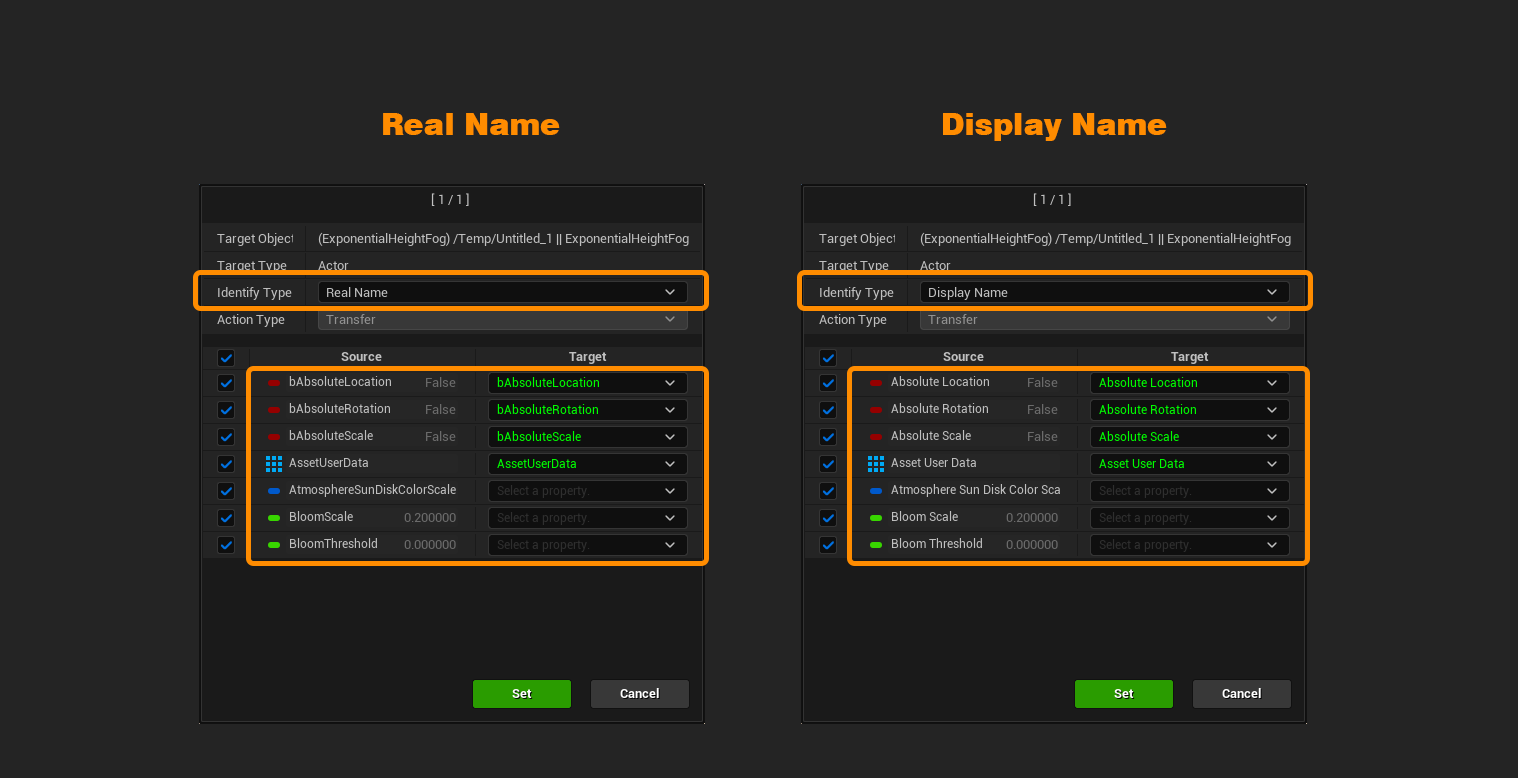 Real Name
[ 1 / 1 ]
Target Object (ExponentialHeightFog) /Temp/Untitled_1 || ExponentialHeightFog
Target Type Actor
Identify Type Real Name
Action Type Transfer
Source Target
bAbsoluteLocation False bAbsoluteLocation
bAbsoluteRotation False bAbsoluteRotation
bAbsoluteScale False bAbsoluteScale
AssetUserData AssetUserData
AtmosphereSunDiskColorScale Select a property.
BloomScale 0.200000 Select a property.
BloomThreshold 0.000000 Select a property.
Set Cancel
Display Name
[ 1 / 1 ]
Target Object (ExponentialHeightFog) /Temp/Untitled_1 || ExponentialHeightFog
Target Type Actor
Identify Type Display Name
Action Type Transfer
Source Target
Absolute Location False Absolute Location
Absolute Rotation False Absolute Rotation
Absolute Scale False Absolute Scale
Asset User Data Asset User Data
Atmosphere Sun Disk Color Sca Select a property.
Bloom Scale 0.200000 Select a property.
Bloom Threshold 0.000000 Select a property.
Set Cancel